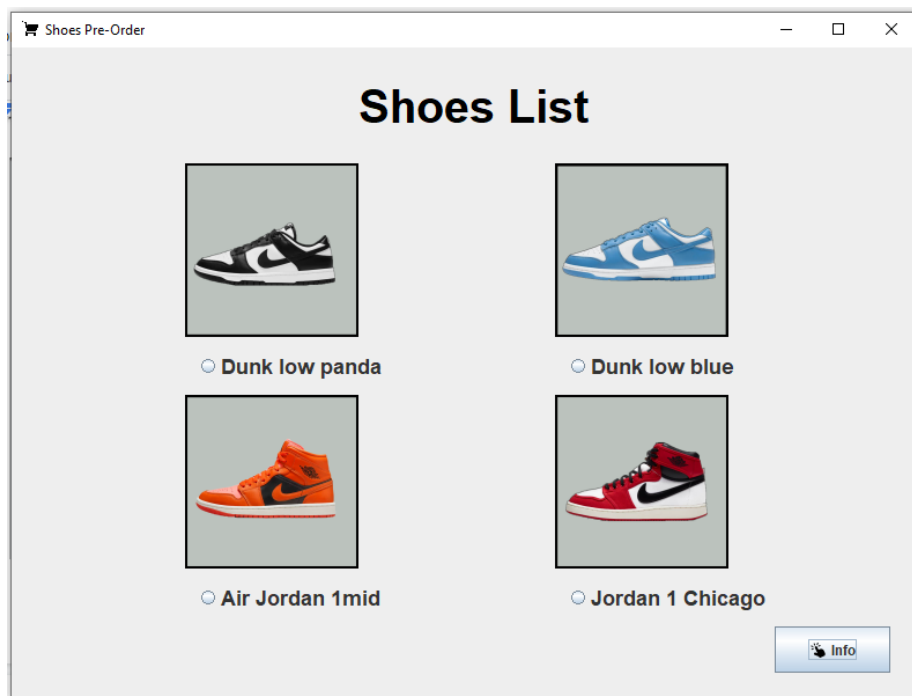 Shoes Pre-Order
Shoes List
Dunk low panda
Dunk low blue
Air Jordan 1mid
Jordan 1 Chicago
Info